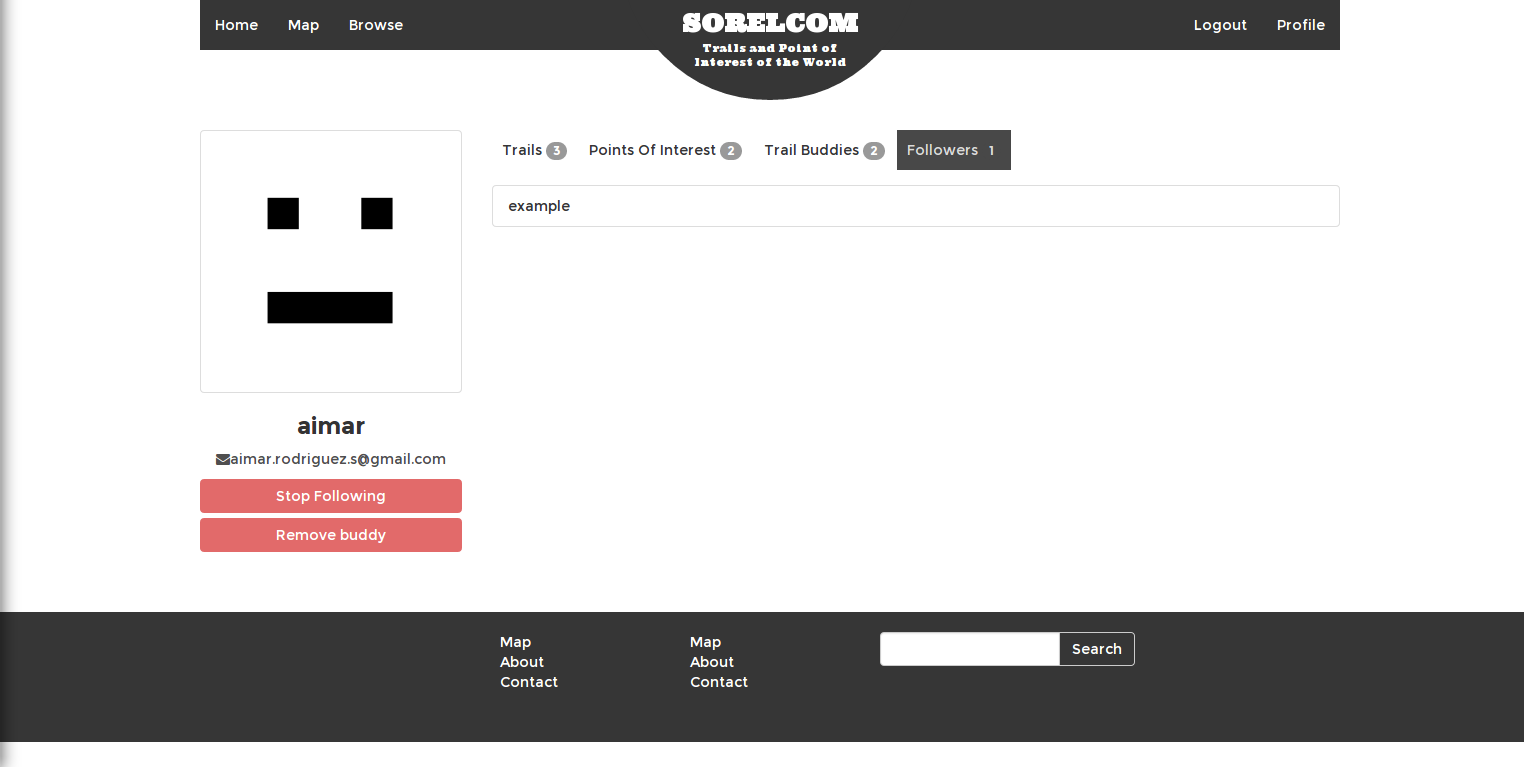 Home Map Browse SORELCOM Logout Profile
Trails and Point of
Interest of the World
Trails 3 Points Of Interest 2 Trail Buddies 2 Followers 1
example
aimar
aimar.rodriguez.s@gmail.com
Stop Following
Remove buddy
Map Map Search
About About
Contact Contact